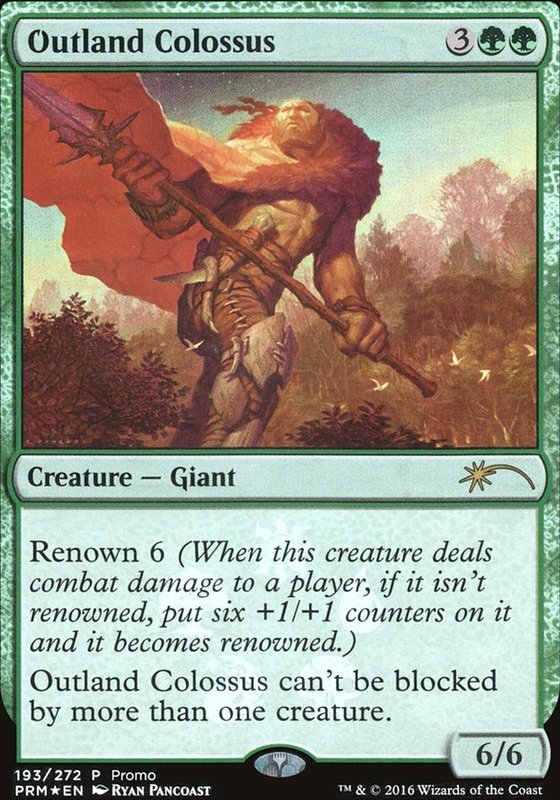 Outland Colossus 3
Creature — Giant
Renown 6 (When this creature deals
combat damage to a player, if it isn't
renowned, put six +1/+1 counters on it
and it becomes renowned.)
Outland Colossus can't be blocked
by more than one creature.
6/6
193/272 P Promo
PRM★EN Ryan Pancoast
™ & © 2016 Wizards of the Coast